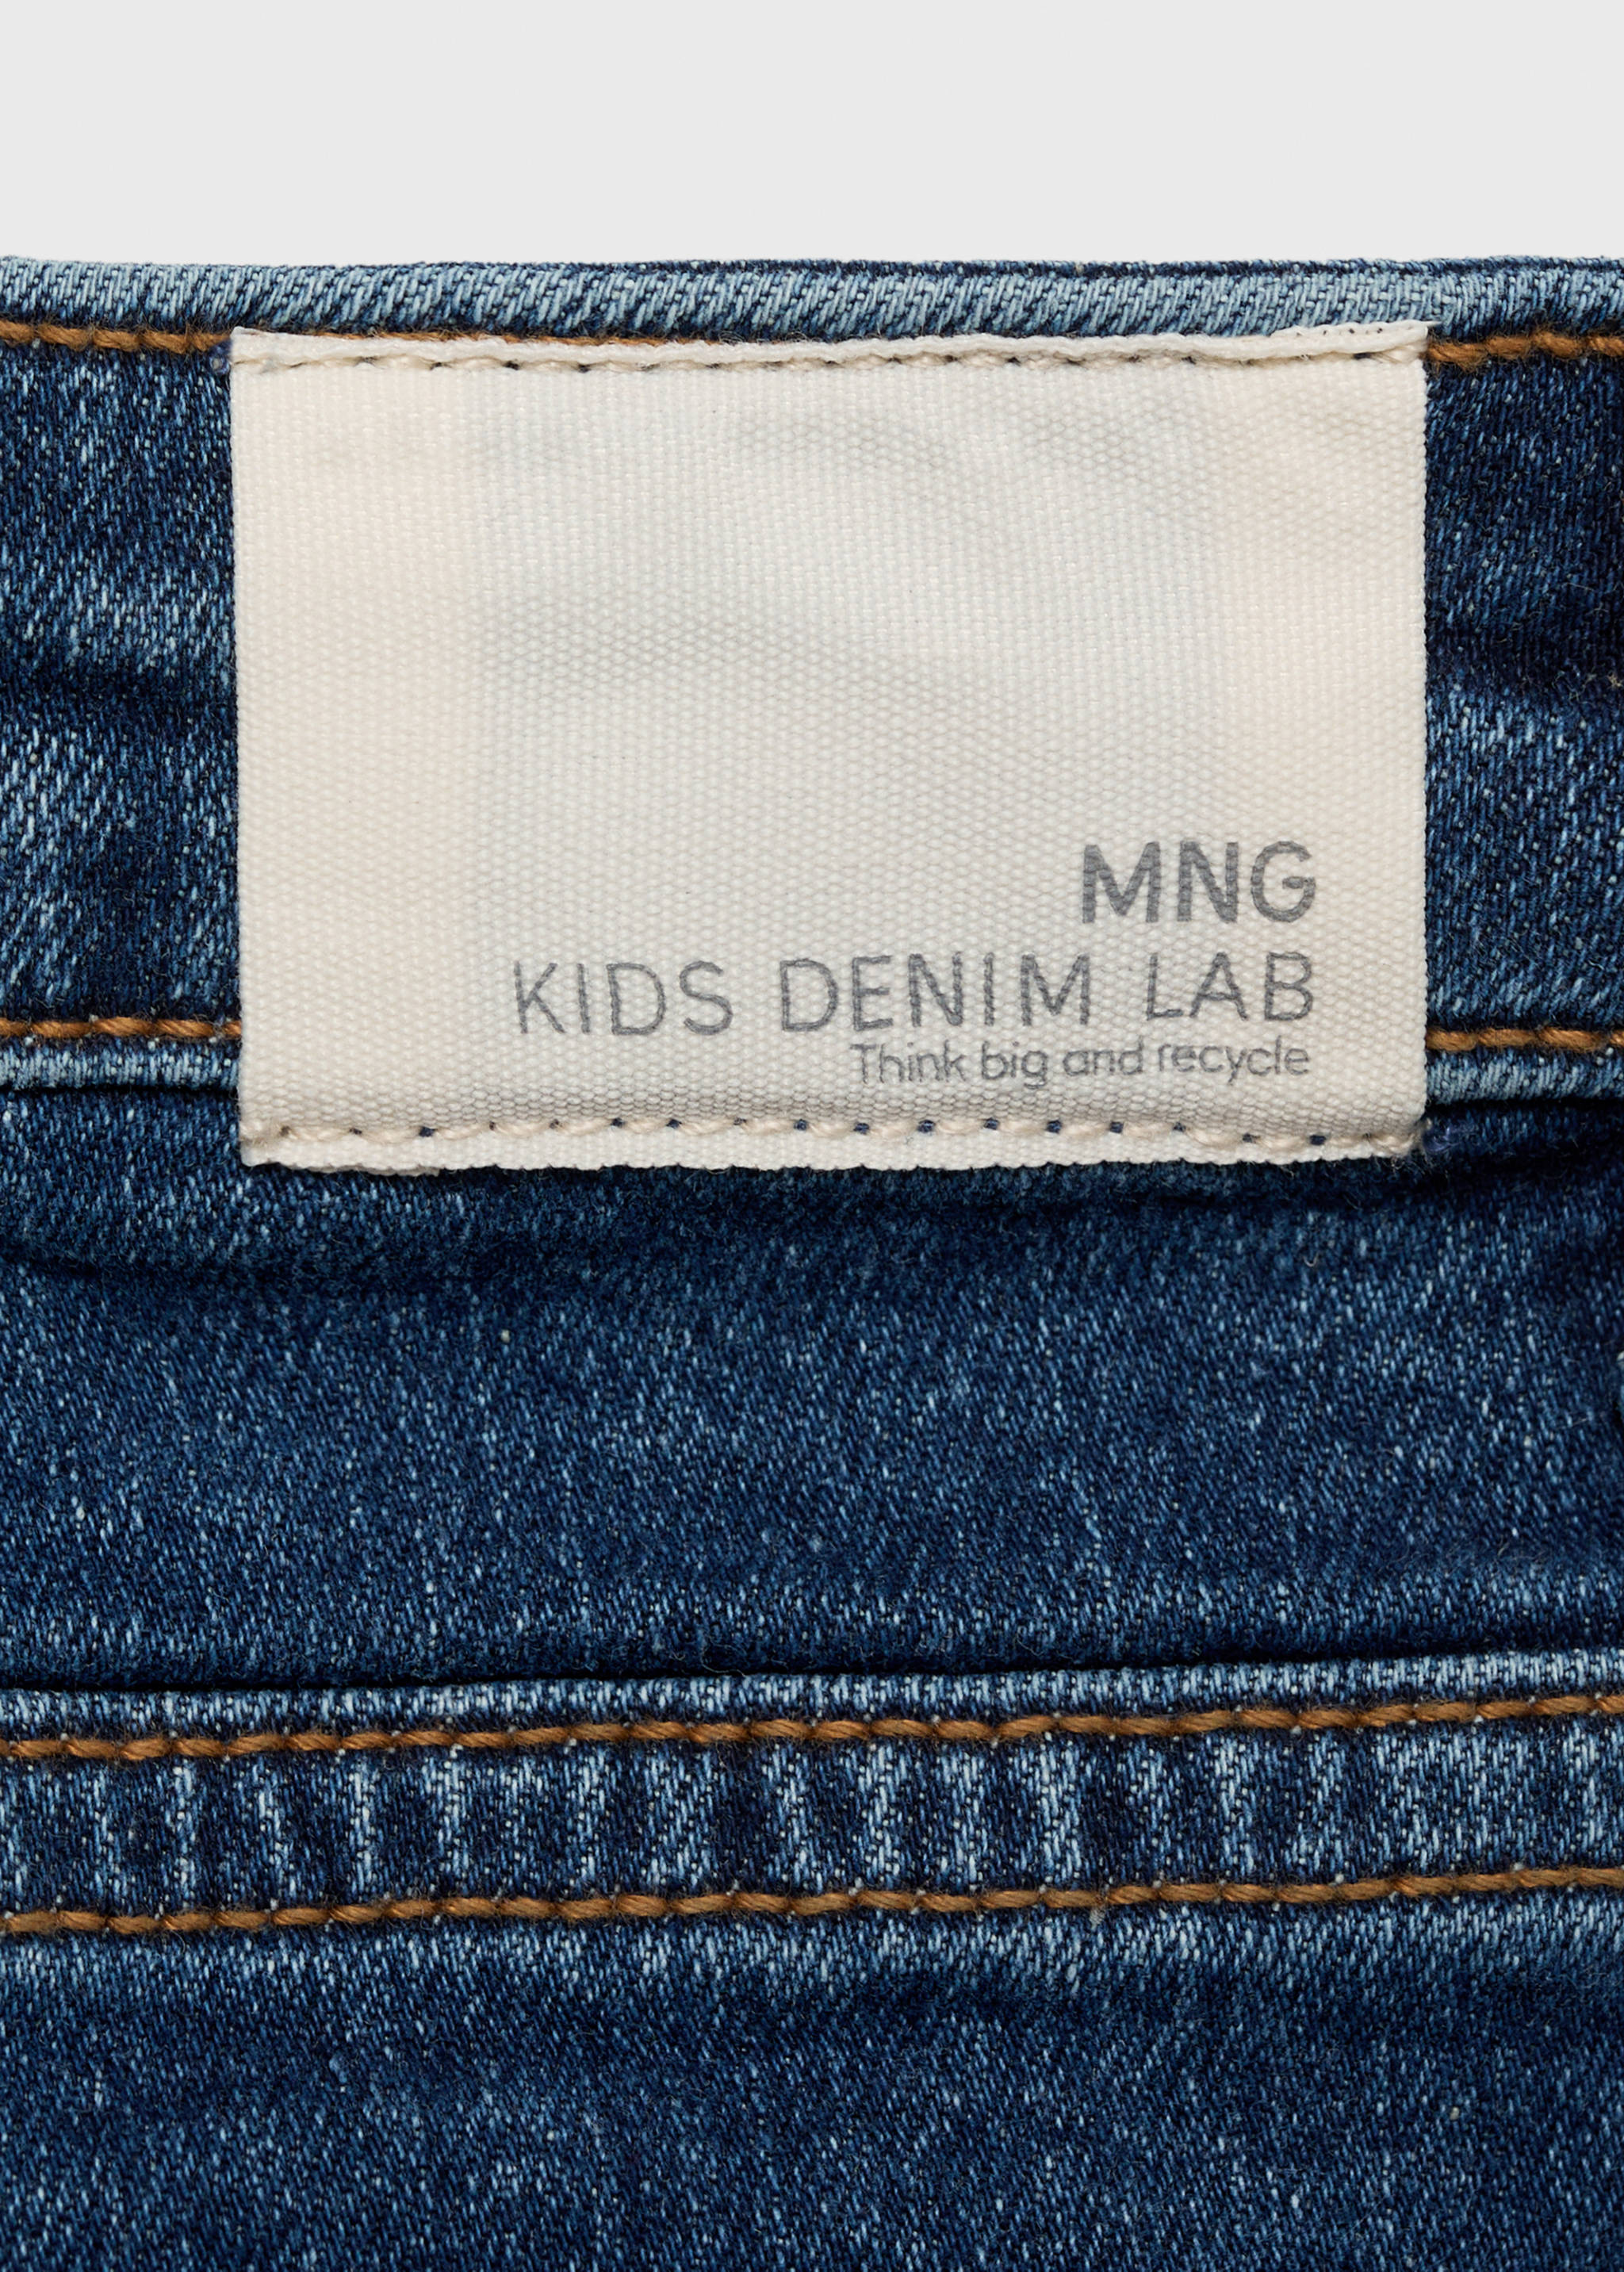 MNG
KIDS DENIM LAB
Think big and recycle